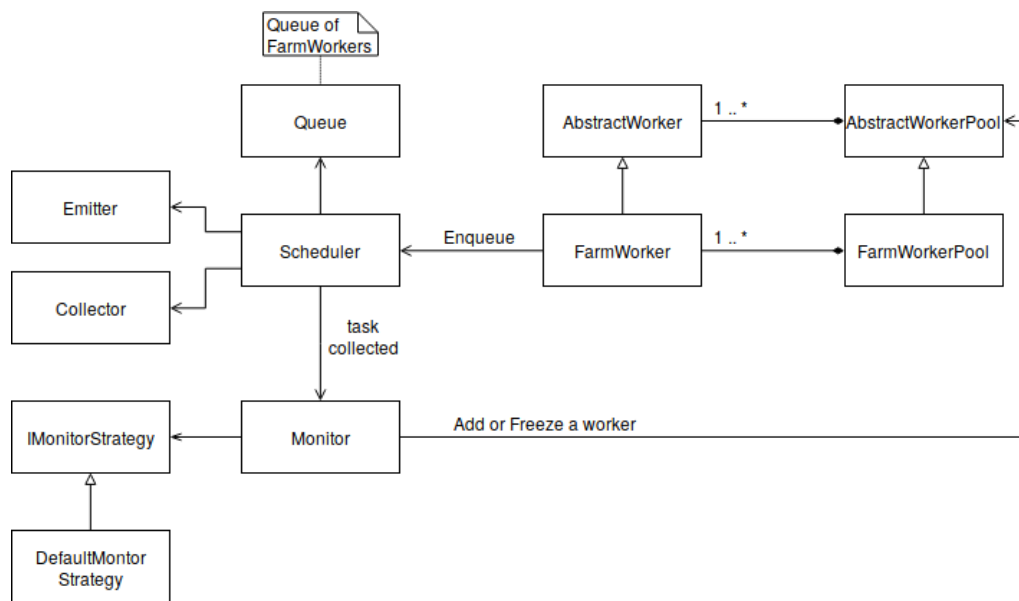 Queue of
FarmWorkers
Queue
AbstractWorker
1 .. *
AbstractWorkerPool
Emitter
Scheduler
Enqueue
FarmWorker
1 .. *
FarmWorkerPool
Collector
task
collected
IMonitorStrategy
Monitor
Add or Freeze a worker
DefaultMontor
Strategy